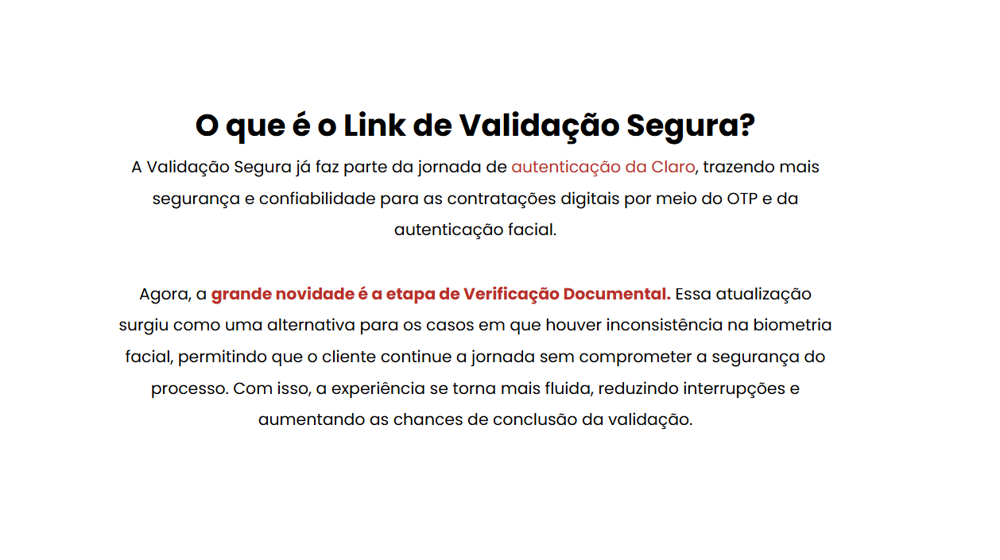 O que é o Link de Validação Segura?
A Validação Segura já faz parte da jornada de autenticação da Claro, trazendo mais
segurança e confiabilidade para as contratações digitais por meio do OTP e da
autenticação facial.
Agora, a grande novidade é a etapa de Verificação Documental. Essa atualização
surgiu como uma alternativa para os casos em que houver inconsistência na biometria
facial, permitindo que o cliente continue a jornada sem comprometer a segurança do
processo. Com isso, a experiência se torna mais fluida, reduzindo interrupções e
aumentando as chances de conclusão da validação.